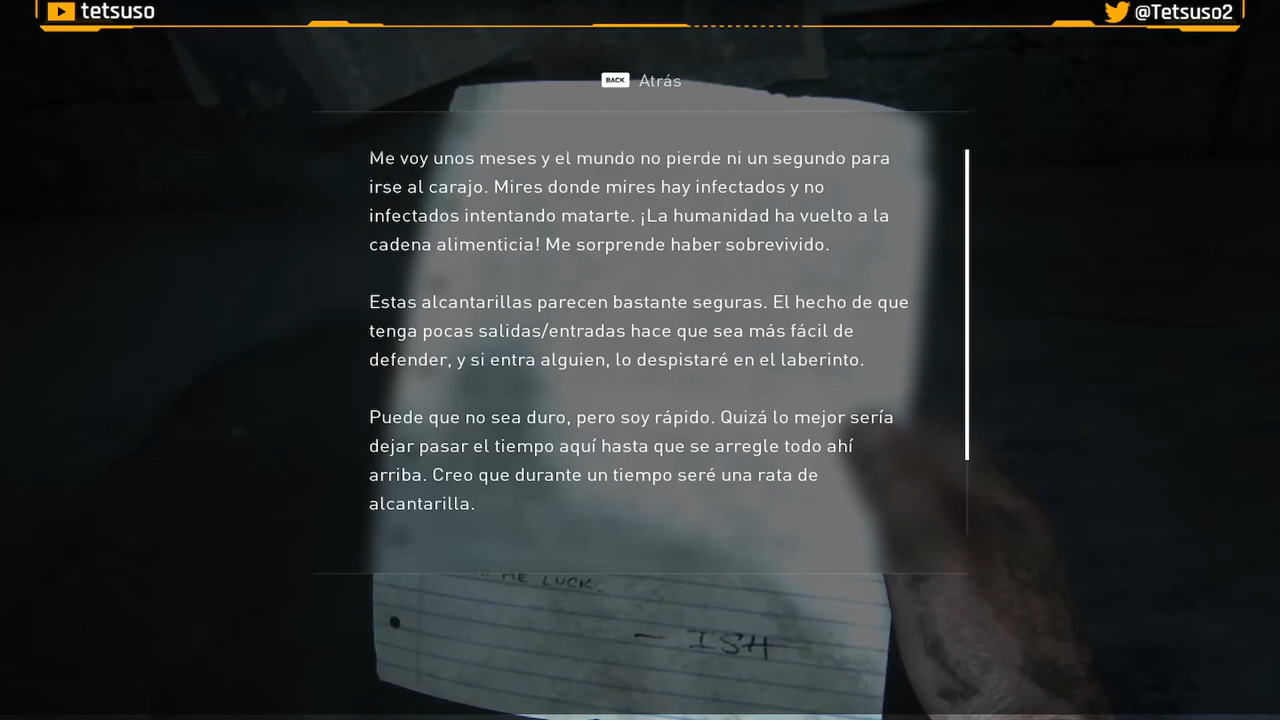 tetsuso
@Tetsuso2
BACK Atrás
Me voy unos meses y el mundo no pierde ni un segundo para
irse al carajo. Mires donde mires hay infectados y no
infectados intentando matarte. ¡La humanidad ha vuelto a la
cadena alimenticia! Me sorprende haber sobrevivido.
Estas alcantarillas parecen bastante seguras. El hecho de que
tenga pocas salidas/entradas hace que sea más fácil de
defender, y si entra alguien, lo despistaré en el laberinto.
Puede que no sea duro, pero soy rápido. Quizá lo mejor sería
dejar pasar el tiempo aquí hasta que se arregle todo ahí
arriba. Creo que durante un tiempo seré una rata de
alcantarilla.
ME LUCK.
— ISH